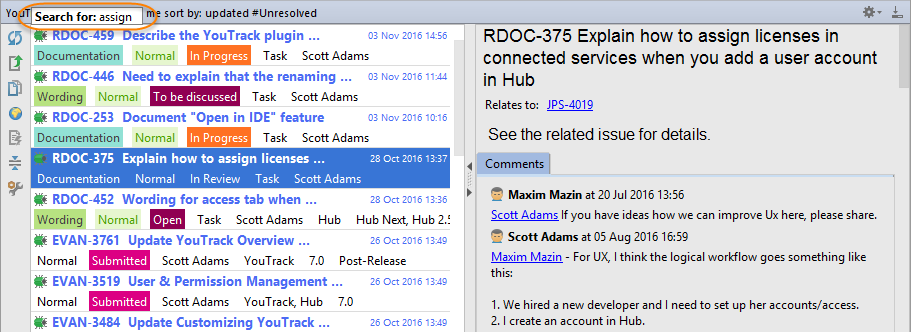 YouT
Search for: assign
me sort by: updated #Unresolved
RDOC-459 Describe the YouTrack plugin ... 03 Nov 2016 14:56
Documentation Normal In Progress Task Scott Adams
RDOC-446 Need to explain that the renaming ... 03 Nov 2016 11:44
Wording Normal To be discussed Task Scott Adams
RDOC-253 Document "Open in IDE" feature 03 Nov 2016 10:16
Documentation Normal In Progress Task Scott Adams
RDOC-375 Explain how to assign licenses ... 28 Oct 2016 13:37
Documentation Normal In Review Task Scott Adams
RDOC-452 Wording for access tab when ... 28 Oct 2016 13:36
Wording Normal Open Task Scott Adams Hub Hub Next, Hub 2.5
EVAN-3761 Update YouTrack Overview ... 26 Oct 2016 13:49
Normal Submitted Scott Adams YouTrack 7.0 Post-Release
EVAN-3519 User & Permission Management ... 26 Oct 2016 13:49
Normal Submitted Scott Adams YouTrack, Hub 7.0
EVAN-3484 Update Customizing YouTrack ... 26 Oct 2016 13:49
RDOC-375 Explain how to assign licenses in
connected services when you add a user account
in Hub
Relates to: JPS-4019
See the related issue for details.
Comments
Maxim Mazin at 20 Jul 2016 13:56
Scott Adams If you have ideas how we can improve Ux here, please share.
Scott Adams at 05 Aug 2016 16:59
Maxim Mazin - For UX, I think the logical workflow goes something like
this:
1. We hired a new developer and I need to set up her accounts/access.
2. I create an account in Hub.